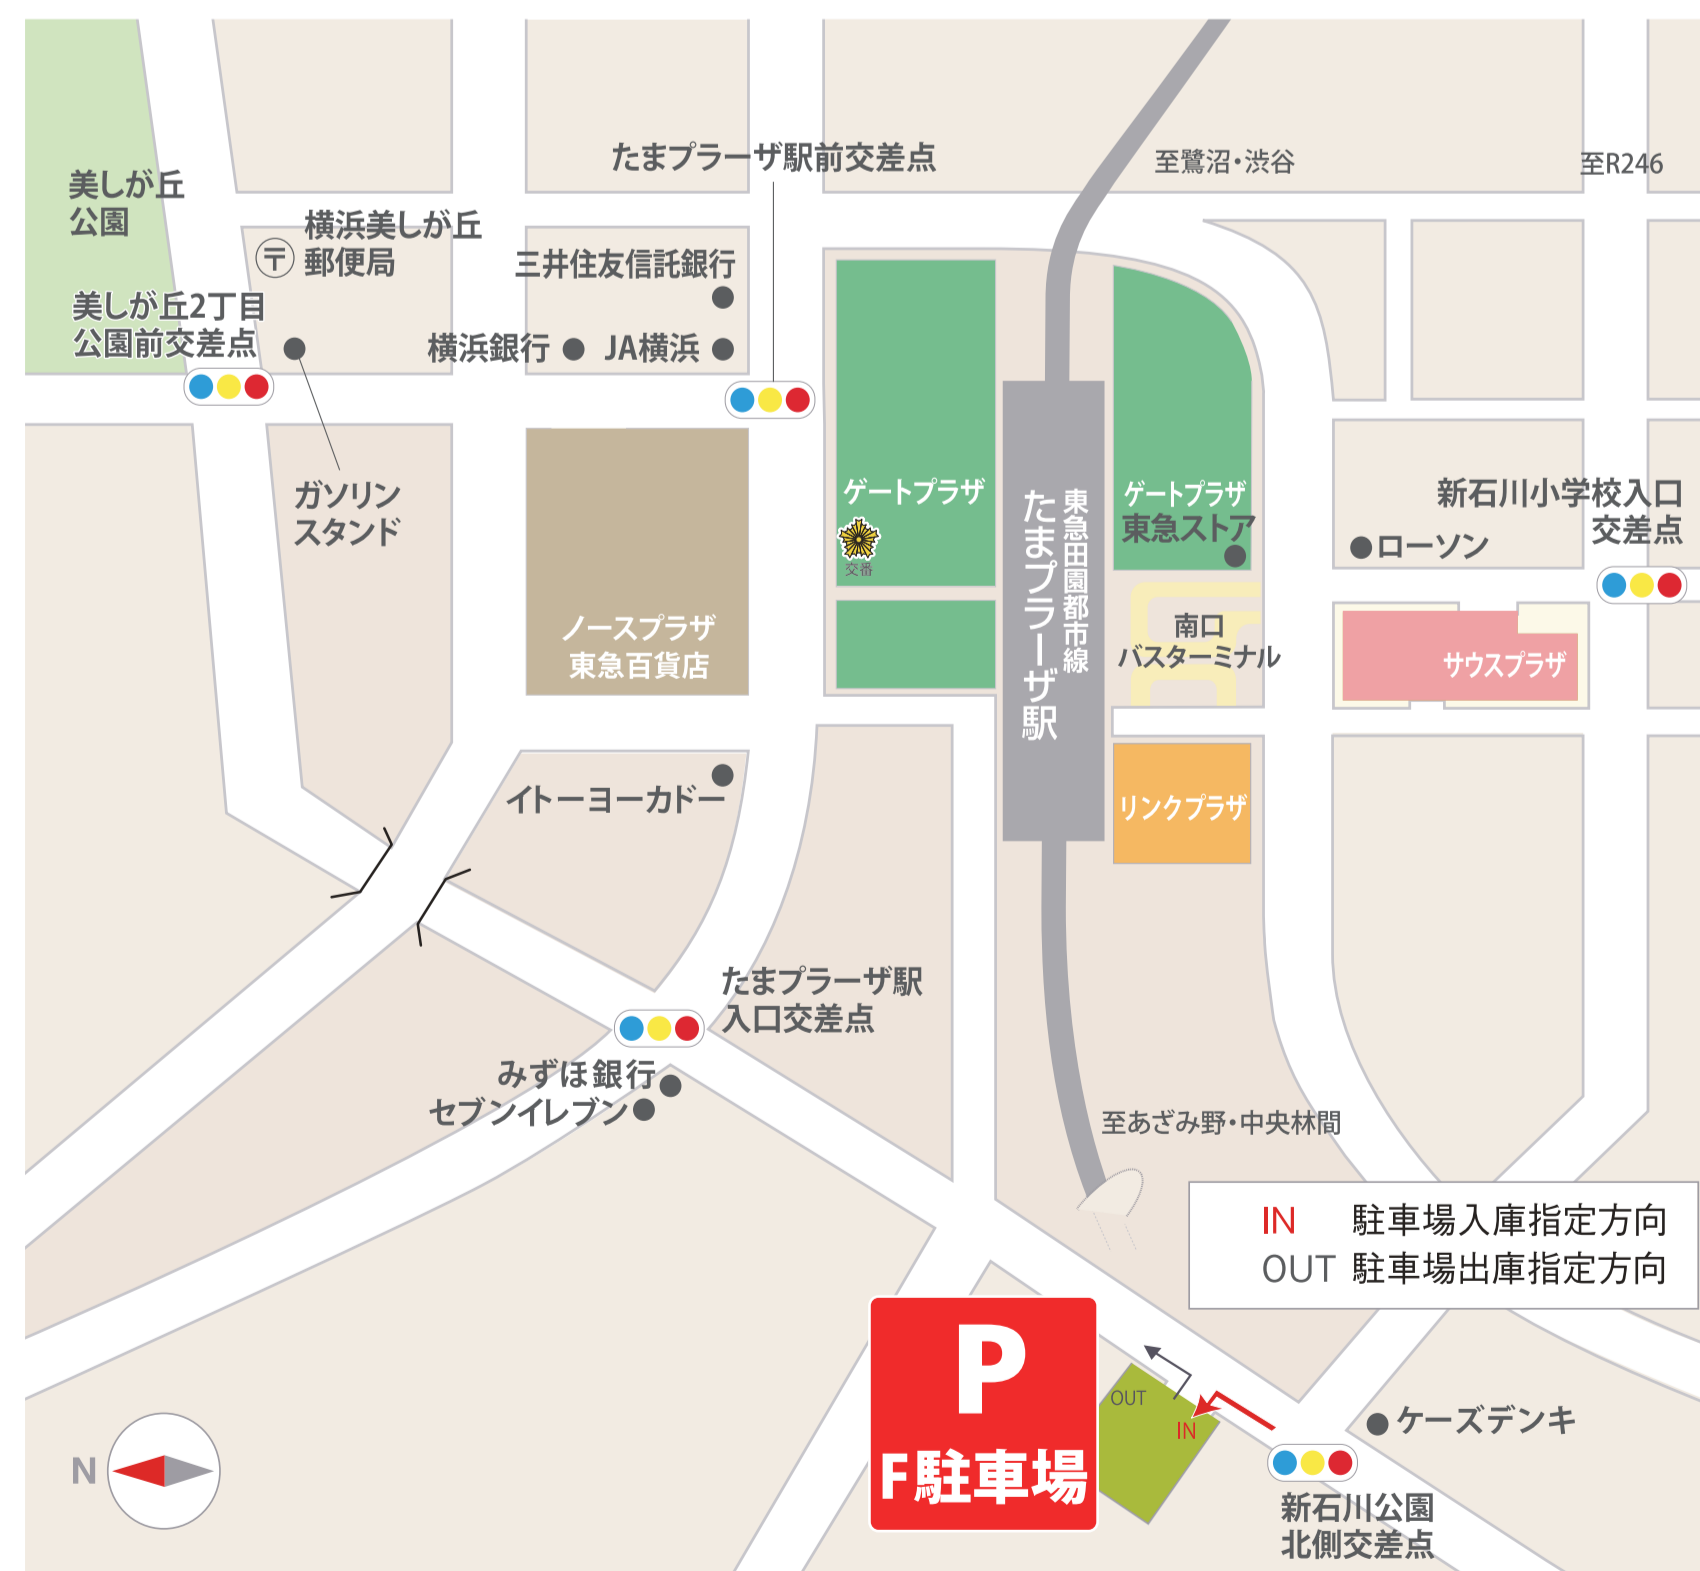 たまプラーザ駅前交差点
至鷺沼・渋谷
至R246
美しが丘
公園
〒
横浜美しが丘
郵便局
三井住友信託銀行
美しが丘2丁目
公園前交差点
横浜銀行
JA横浜
ガソリン
スタンド
ゲートプラザ
交番
東急田園都市線
たまプラーザ駅
ゲートプラザ
東急ストア
新石川小学校入口
交差点
ローソン
ノースプラザ
東急百貨店
南口
バスターミナル
サウスプラザ
イトーヨーカドー
リンクプラザ
たまプラーザ駅
入口交差点
みずほ銀行
セブンイレブン
至あざみ野・中央林間
IN 駐車場入庫指定方向
OUT 駐車場出庫指定方向
P
F駐車場
OUT
IN
ケーズデンキ
新石川公園
北側交差点
N